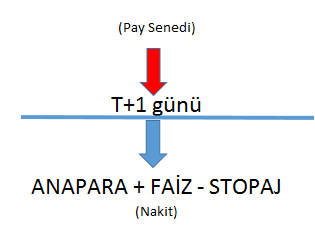 (Pay Senedi)
T+1 günü
ANAPARA + FAİZ - STOPAJ
(Nakit)